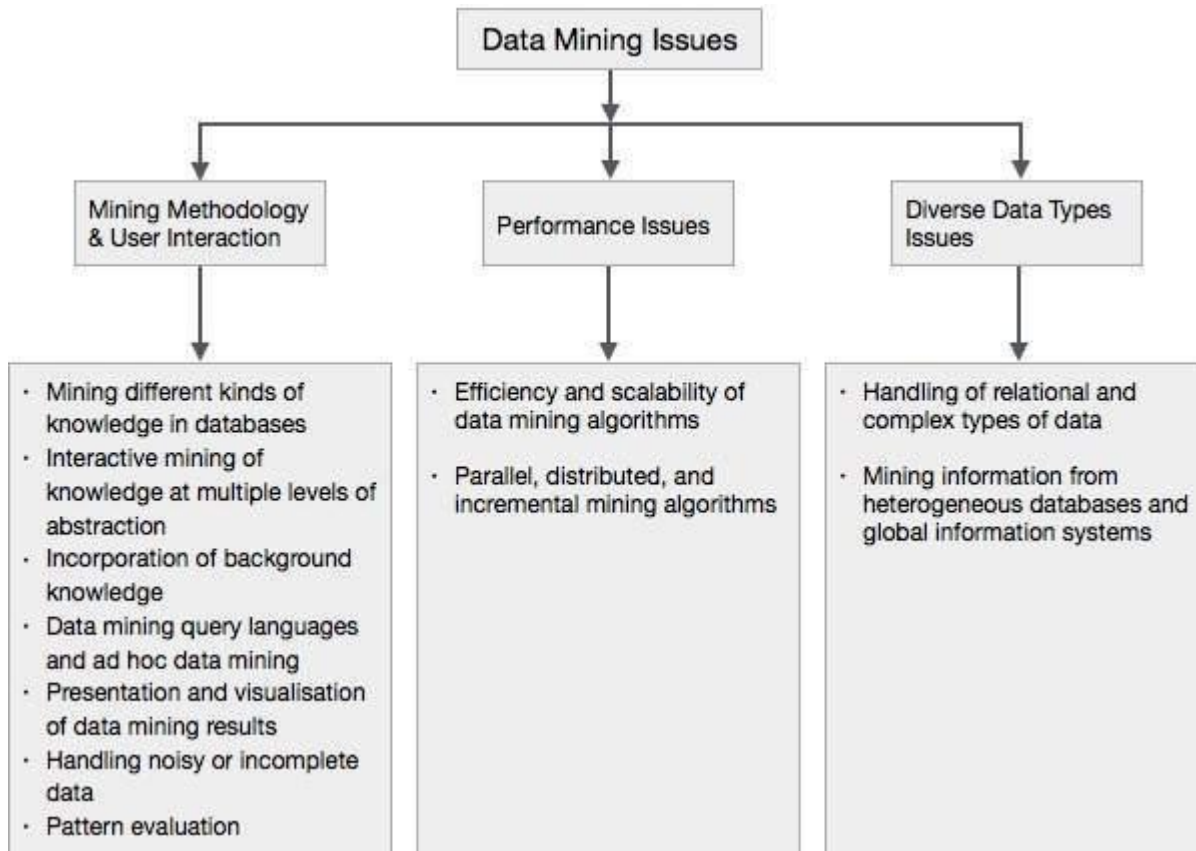 Data Mining Issues
Mining Methodology
& User Interaction
Performance Issues
Diverse Data Types
Issues
· Mining different kinds of
knowledge in databases
· Interactive mining of
knowledge at multiple levels of
abstraction
· Incorporation of background
knowledge
· Data mining query languages
and ad hoc data mining
· Presentation and visualisation
of data mining results
· Handling noisy or incomplete
data
· Pattern evaluation
· Efficiency and scalability of
data mining algorithms
· Parallel, distributed, and
incremental mining algorithms
· Handling of relational and
complex types of data
· Mining information from
heterogeneous databases and
global information systems